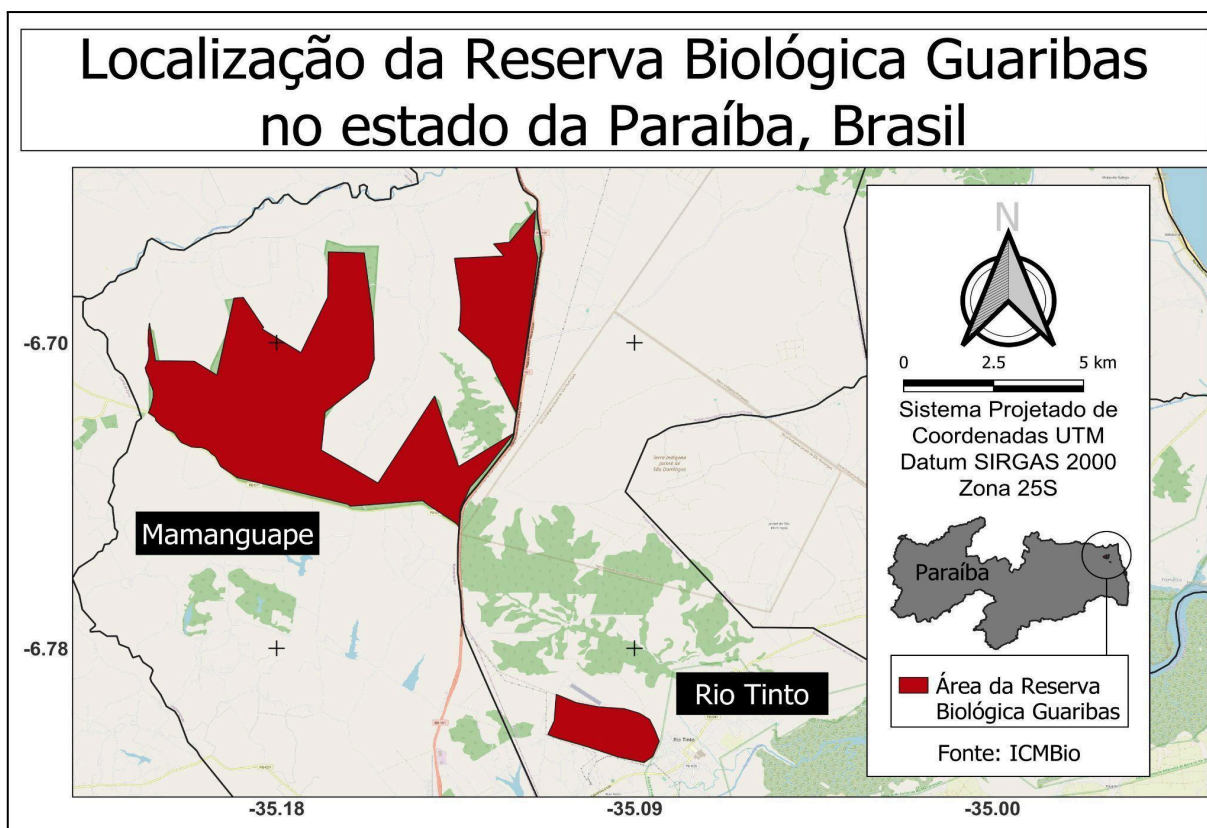 Localização da Reserva Biológica Guaribas
no estado da Paraíba, Brasil
N
0 2.5 5 km
Sistema Projetado de
Coordenadas UTM
Datum SIRGAS 2000
Zona 25S
Paraíba
Área da Reserva
Biológica Guaribas
Fonte: ICMBio
-6.70
-6.78
Mamanguape
Rio Tinto
Rio Tinto
-35.18
-35.09
-35.00